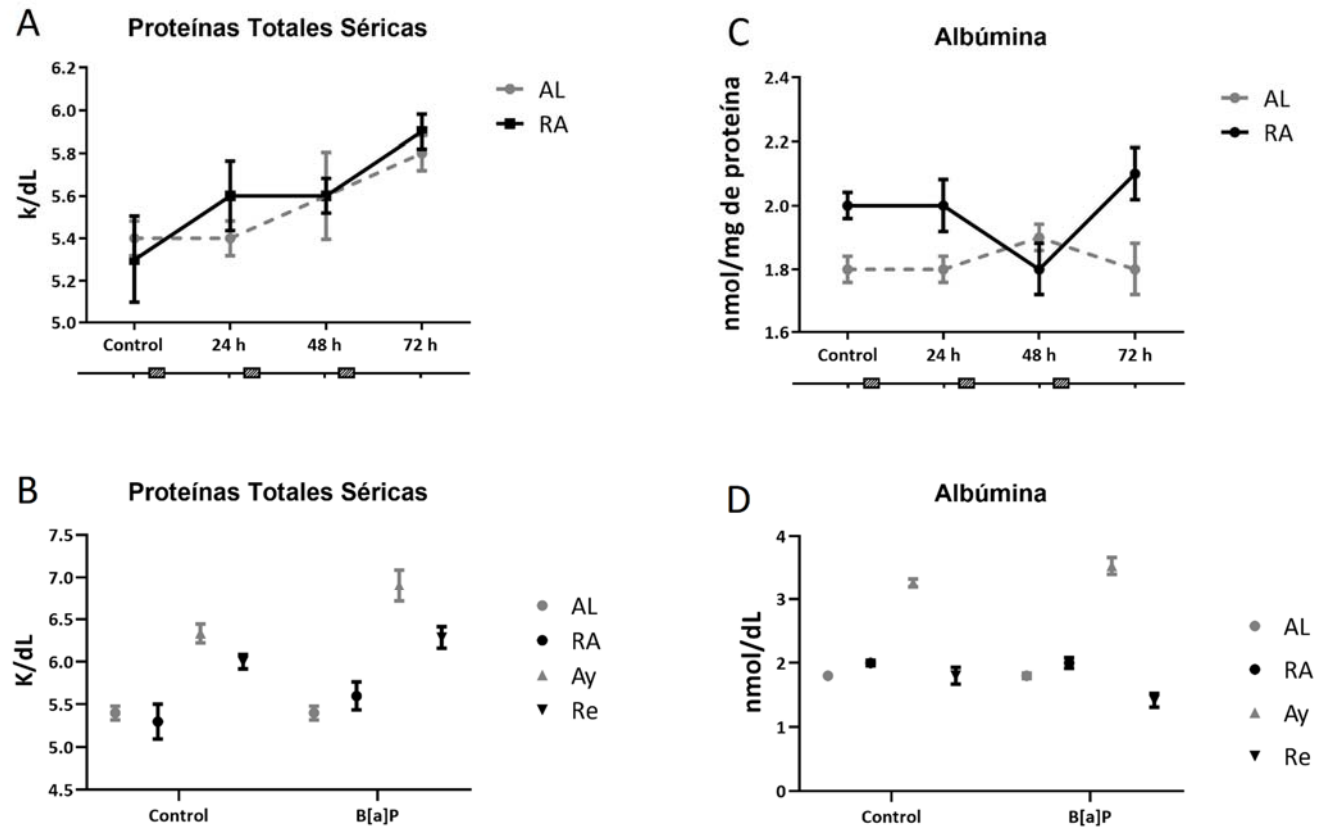 A
Proteínas Totales Séricas
k/dL
6.2
6.0
5.8
5.6
5.4
5.2
5.0
Control
24 h
48 h
72 h
AL
RA
C
Albúmina
nmol/mg de proteína
2.4
2.2
2.0
1.8
1.6
Control
24 h
48 h
72 h
AL
RA
B
Proteínas Totales Séricas
K/dL
7.5
7.0
6.5
6.0
5.5
5.0
4.5
Control
B[a]P
AL
RA
Ay
Re
D
Albúmina
nmol/dL
4
3
2
1
0
Control
B[a]P
AL
RA
Ay
Re